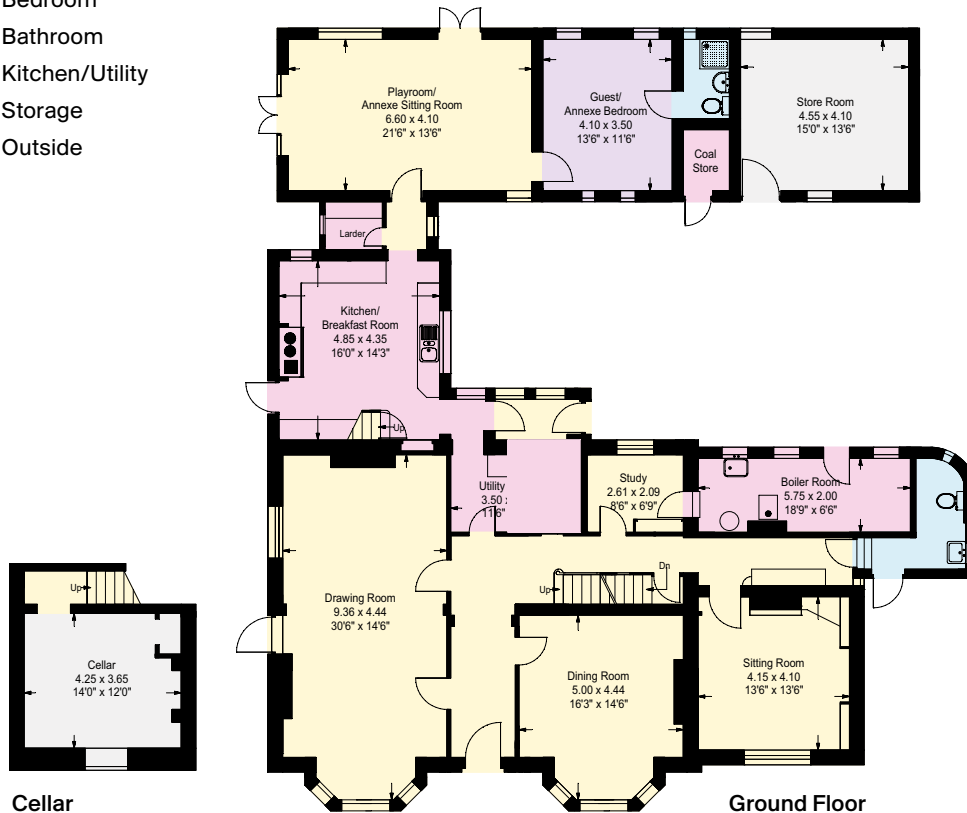 Bedroom
Bathroom
Kitchen/Utility
Storage
Outside
Playroom/
Annexe Sitting Room
6.60 x 4.10
21'6" x 13'6"
Guest/
Annexe Bedroom
4.10 x 3.50
13'6" x 11'6"
Coal
Store
Store Room
4.55 x 4.10
15'0" x 13'6"
Larder
Kitchen/
Breakfast Room
4.85 x 4.35
16'0" x 14'3"
Up
Utility
3.50
11'6"
Study
2.61 x 2.09
8'6" x 6'9"
Boiler Room
5.75 x 2.00
18'9" x 6'6"
Up
Dn
Drawing Room
9.36 x 4.44
30'6" x 14'6"
Dining Room
5.00 x 4.44
16'3" x 14'6"
Sitting Room
4.15 x 4.10
13'6" x 13'6"
Up
Cellar
4.25 x 3.65
14'0" x 12'0"
Cellar
Ground Floor